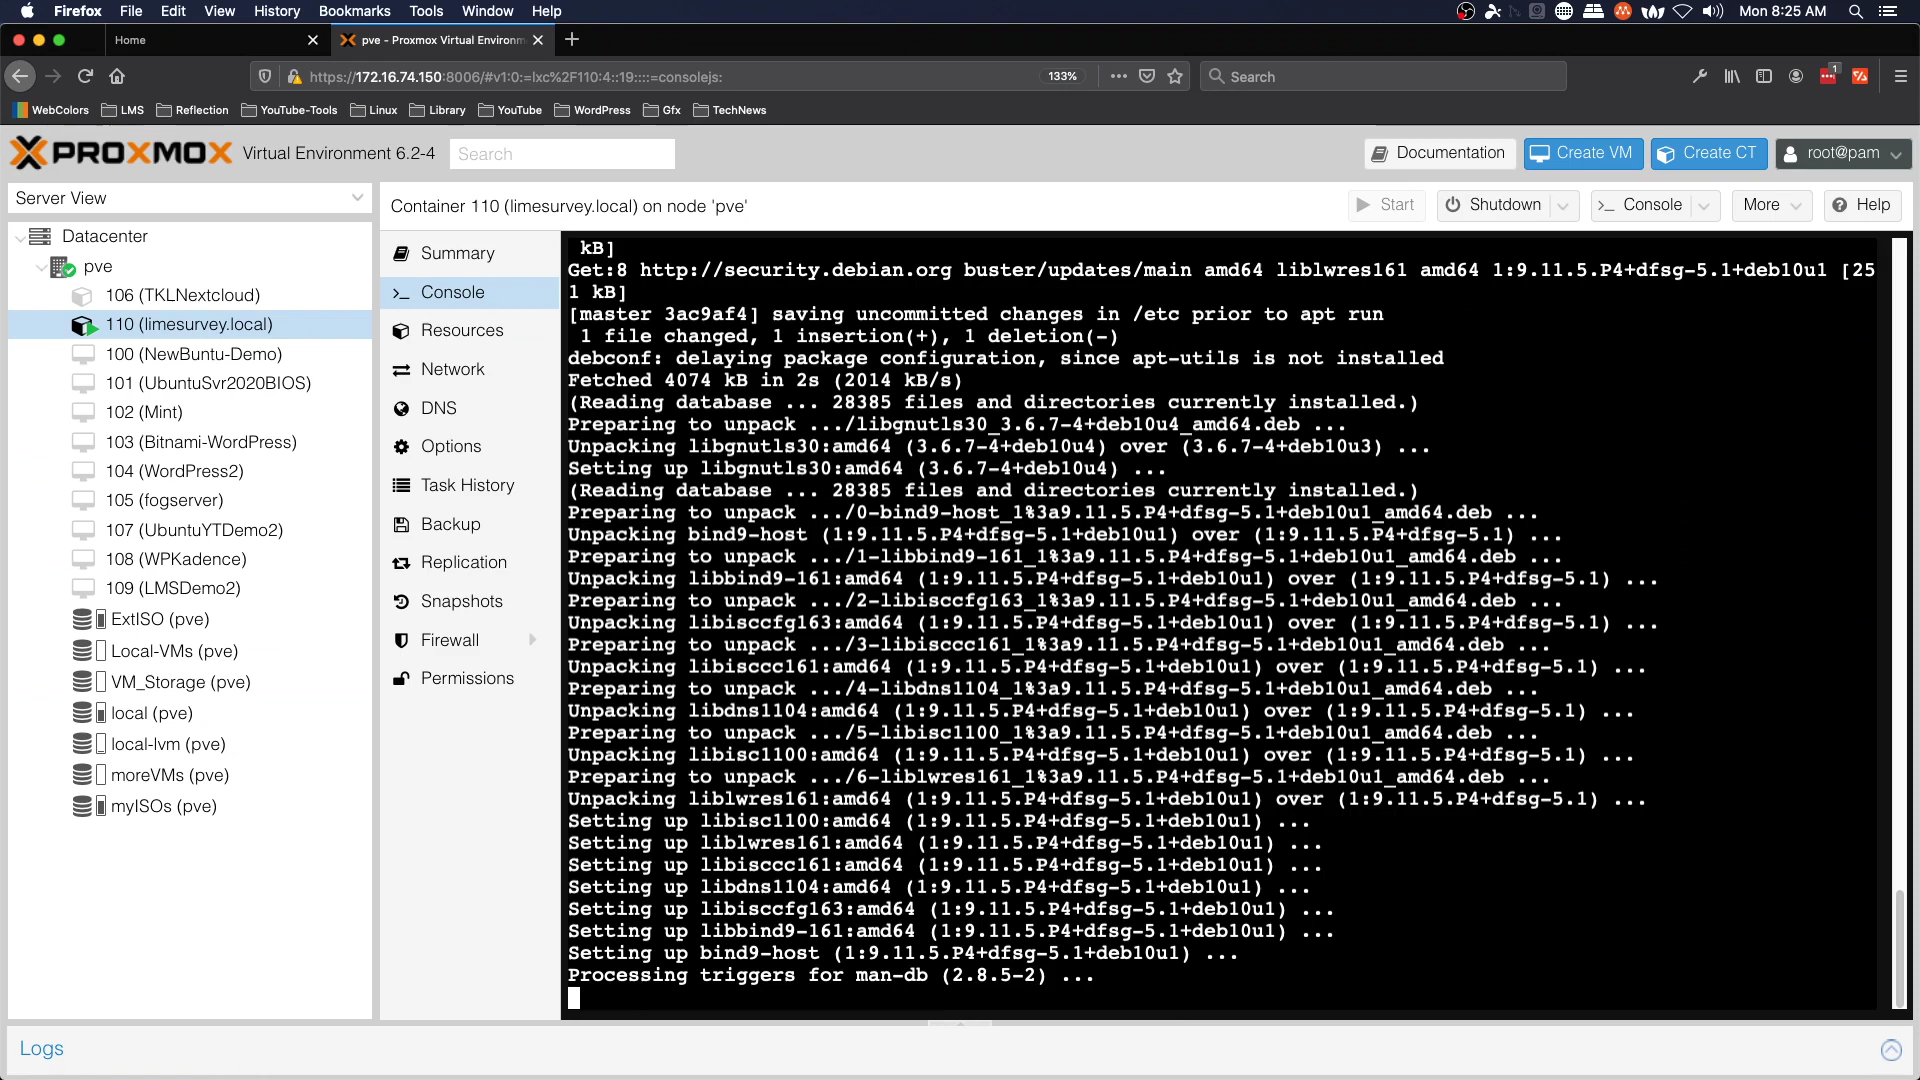 Firefox File Edit View History Bookmarks Tools Window Help Mon 8:25 AM
Home
pve - Proxmox Virtual Environm
https://172.16.74.150:8006/#v1:0:=lxc%2F110:4::19::::=consolejs: 133% Search 1
WebColors LMS Reflection YouTube-Tools Linux Library YouTube WordPress Gfx TechNews
PROXMOX Virtual Environment 6.2-4 Search Documentation Create VM Create CT root@pam
Server View
Container 110 (limesurvey.local) on node 'pve' Start Shutdown >_ Console More Help
Datacenter
pve
106 (TKLNextcloud)
110 (limesurvey.local)
100 (NewBuntu-Demo)
101 (UbuntuSvr2020BIOS)
102 (Mint)
103 (Bitnami-WordPress)
104 (WordPress2)
105 (fogserver)
107 (UbuntuYTDemo2)
108 (WPKadence)
109 (LMSDemo2)
ExtISO (pve)
Local-VMs (pve)
VM_Storage (pve)
local (pve)
local-lvm (pve)
moreVMs (pve)
myISOs (pve)
Summary
>_ Console
Resources
Network
DNS
Options
Task History
Backup
Replication
Snapshots
Firewall
Permissions
kB]
Get:8 http://security.debian.org buster/updates/main amd64 liblwres161 amd64 1:9.11.5.P4+dfsg-5.1+deb10u1 [25
1 kB]
[master 3ac9af4] saving uncommitted changes in /etc prior to apt run
1 file changed, 1 insertion(+), 1 deletion(-)
debconf: delaying package configuration, since apt-utils is not installed
Fetched 4074 kB in 2s (2014 kB/s)
(Reading database ... 28385 files and directories currently installed.)
Preparing to unpack .../libgnutls30_3.6.7-4+deb10u4_amd64.deb ...
Unpacking libgnutls30:amd64 (3.6.7-4+deb10u4) over (3.6.7-4+deb10u3) ...
Setting up libgnutls30:amd64 (3.6.7-4+deb10u4) ...
(Reading database ... 28385 files and directories currently installed.)
Preparing to unpack .../0-bind9-host_1%3a9.11.5.P4+dfsg-5.1+deb10u1_amd64.deb ...
Unpacking bind9-host (1:9.11.5.P4+dfsg-5.1+deb10u1) over (1:9.11.5.P4+dfsg-5.1) ...
Preparing to unpack .../1-libbind9-161_1%3a9.11.5.P4+dfsg-5.1+deb10u1_amd64.deb ...
Unpacking libbind9-161:amd64 (1:9.11.5.P4+dfsg-5.1+deb10u1) over (1:9.11.5.P4+dfsg-5.1) ...
Preparing to unpack .../2-libisccfg163_1%3a9.11.5.P4+dfsg-5.1+deb10u1_amd64.deb ...
Unpacking libisccfg163:amd64 (1:9.11.5.P4+dfsg-5.1+deb10u1) over (1:9.11.5.P4+dfsg-5.1) ...
Preparing to unpack .../3-libisccc161_1%3a9.11.5.P4+dfsg-5.1+deb10u1_amd64.deb ...
Unpacking libisccc161:amd64 (1:9.11.5.P4+dfsg-5.1+deb10u1) over (1:9.11.5.P4+dfsg-5.1) ...
Preparing to unpack .../4-libdns1104_1%3a9.11.5.P4+dfsg-5.1+deb10u1_amd64.deb ...
Unpacking libdns1104:amd64 (1:9.11.5.P4+dfsg-5.1+deb10u1) over (1:9.11.5.P4+dfsg-5.1) ...
Preparing to unpack .../5-libisc1100_1%3a9.11.5.P4+dfsg-5.1+deb10u1_amd64.deb ...
Unpacking libisc1100:amd64 (1:9.11.5.P4+dfsg-5.1+deb10u1) over (1:9.11.5.P4+dfsg-5.1) ...
Preparing to unpack .../6-liblwres161_1%3a9.11.5.P4+dfsg-5.1+deb10u1_amd64.deb ...
Unpacking liblwres161:amd64 (1:9.11.5.P4+dfsg-5.1+deb10u1) over (1:9.11.5.P4+dfsg-5.1) ...
Setting up libisc1100:amd64 (1:9.11.5.P4+dfsg-5.1+deb10u1) ...
Setting up liblwres161:amd64 (1:9.11.5.P4+dfsg-5.1+deb10u1) ...
Setting up libisccc161:amd64 (1:9.11.5.P4+dfsg-5.1+deb10u1) ...
Setting up libdns1104:amd64 (1:9.11.5.P4+dfsg-5.1+deb10u1) ...
Setting up libisccfg163:amd64 (1:9.11.5.P4+dfsg-5.1+deb10u1) ...
Setting up libbind9-161:amd64 (1:9.11.5.P4+dfsg-5.1+deb10u1) ...
Setting up bind9-host (1:9.11.5.P4+dfsg-5.1+deb10u1) ...
Processing triggers for man-db (2.8.5-2) ...
Logs